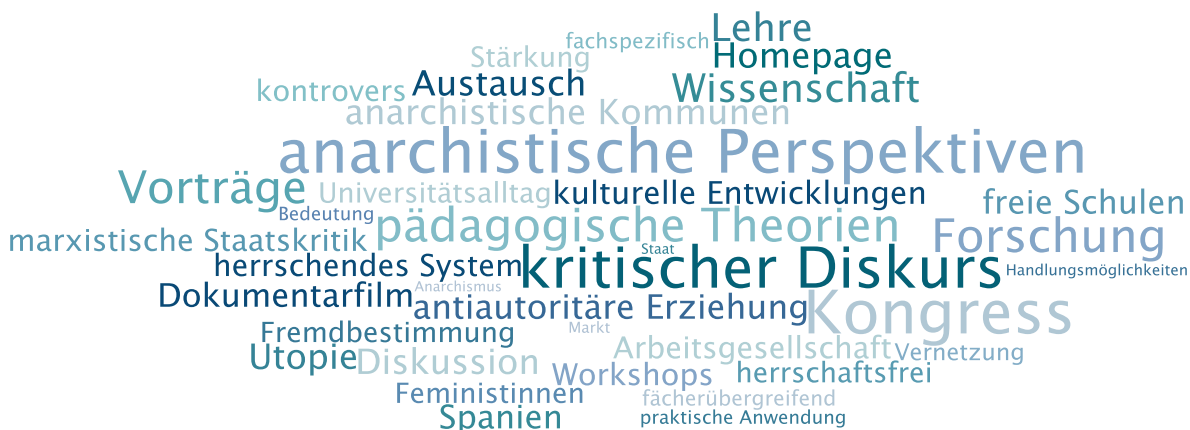 Lehre
fachspezifisch
Stärkung
Homepage
kontrovers
Austausch
Wissenschaft
anarchistische Kommunen
anarchistische Perspektiven
Vorträge
Universitätsalltag
kulturelle Entwicklungen
freie Schulen
Bedeutung
pädagogische Theorien
Forschung
marxistische Staatskritik
Staat
herrschendes System
kritischer Diskurs
Handlungsmöglichkeiten
Dokumentarfilm
Anarchismus
antiautoritäre Erziehung
Kongress
Fremdbestimmung
Markt
Utopie
Diskussion
Arbeitsgesellschaft
Vernetzung
Workshops
herrschaftsfrei
Feministinnen
fächerübergreifend
Spanien
praktische Anwendung